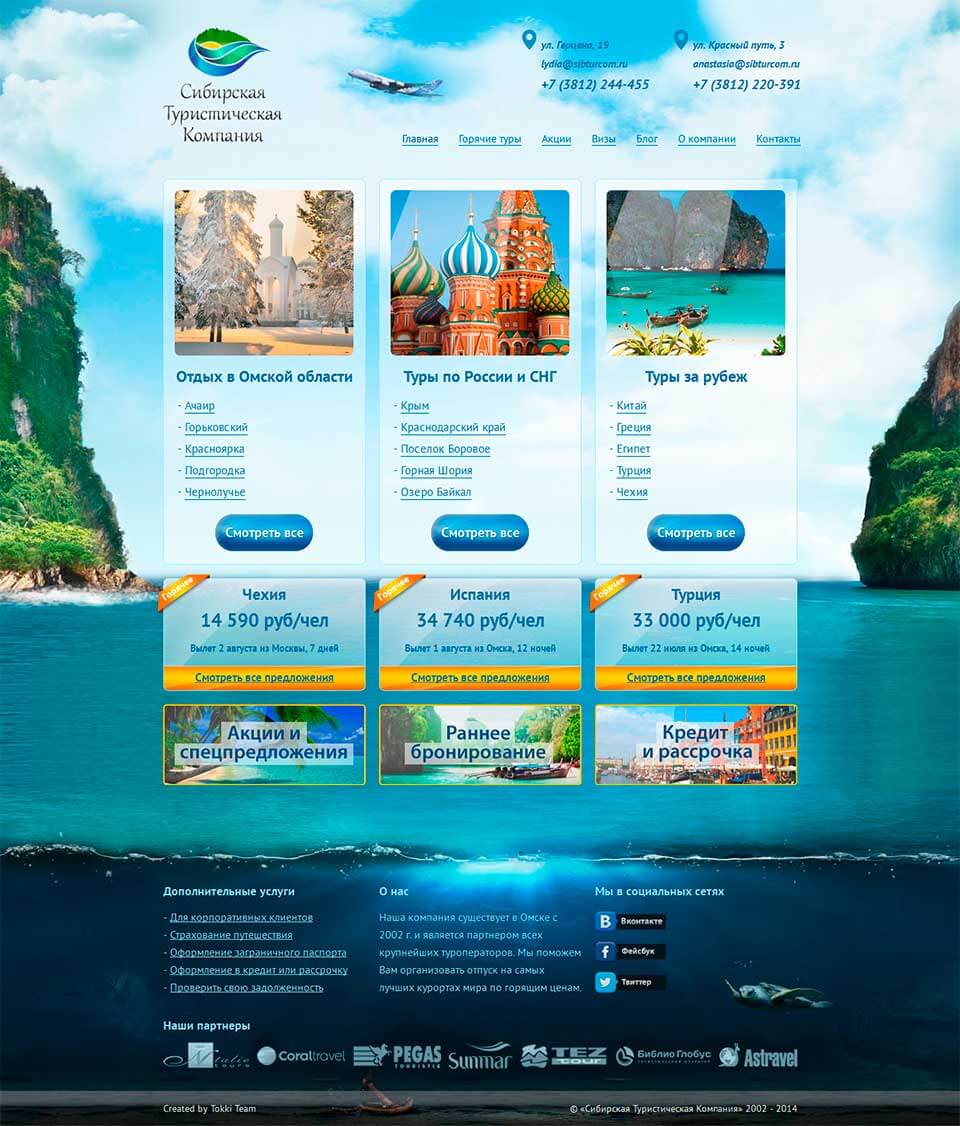 Сибирская
Туристическая
Компания
ул. Герцена, 19
lydia@sibturcom.ru
+7 (3812) 244-455
ул. Красный путь, 3
anastasia@sibturcom.ru
+7 (3812) 220-391
Главная Горячие туры Акции Визы Блог О компании Контакты
Отдых в Омской области
- Ачаир
- Горьковский
- Красноярка
- Подгородка
- Чернолучье
Смотреть все
Туры по России и СНГ
- Крым
- Краснодарский край
- Поселок Боровое
- Горная Шория
- Озеро Байкал
Смотреть все
Туры за рубеж
- Китай
- Греция
- Египет
- Турция
- Чехия
Смотреть все
Горячее
Чехия
14 590 руб/чел
Вылет 2 августа из Москвы, 7 дней
Смотреть все предложения
Горячее
Испания
34 740 руб/чел
Вылет 1 августа из Омска, 12 ночей
Смотреть все предложения
Горячее
Турция
33 000 руб/чел
Вылет 22 июля из Омска, 14 ночей
Смотреть все предложения
Акции и
спецпредложения
Раннее
бронирование
Кредит
и рассрочка
Дополнительные услуги
- Для корпоративных клиентов
- Страхование путешествия
- Оформление заграничного паспорта
- Оформление в кредит или рассрочку
- Проверить свою задолженность
О нас
Наша компания существует в Омске с
2002 г. и является партнером всех
крупнейших туроператоров. Мы поможем
Вам организовать отпуск на самых
лучших курортах мира по горящим ценам.
Мы в социальных сетях
Вконтакте
Фейсбук
Твиттер
Наши партнеры
Natalie tours
Coraltravel
PEGAS
TOURISTIK
Sunmar
TEZ
TOUR
Библио Глобус
Astravel
Created by Tokki Team
© «Сибирская Туристическая Компания» 2002 - 2014